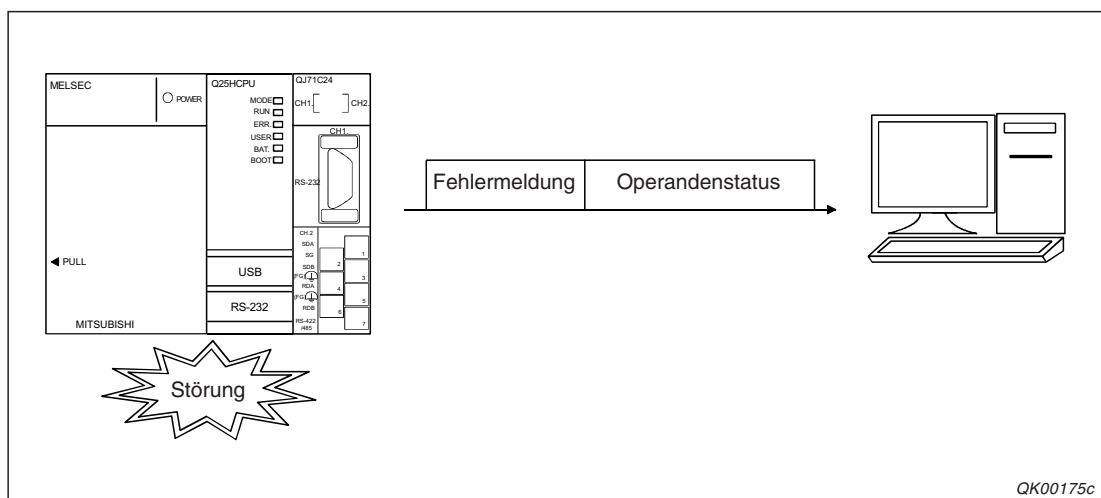 MELSEC
POWER
Q25HCPU
MODE
RUN
ERR.
USER
BAT.
BOOT
QJ71C24
CH1.
CH2.
CH1.
RS-232
CH.2
SDA
SG
SDB
(FG)
RDA
(FG)
RDB
RS-422
/485
1
2
3
4
5
6
7
PULL
USB
RS-232
MITSUBISHI
Störung
Fehlermeldung
Operandenstatus
QK00175c